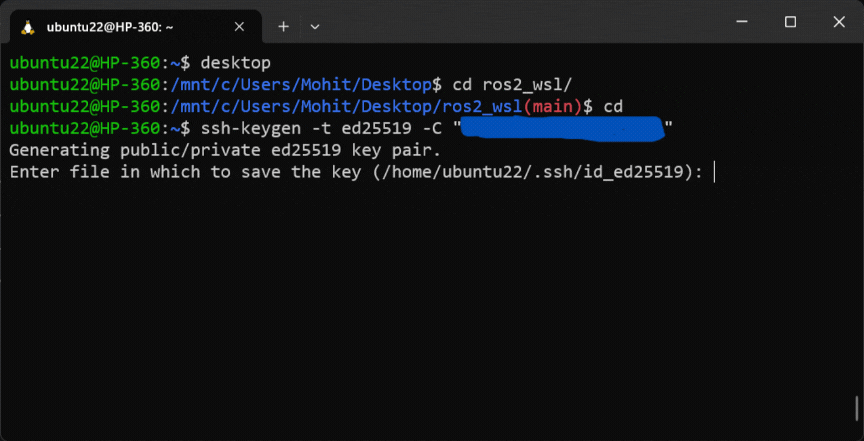 ubuntu22@HP-360: ~
ubuntu22@HP-360:~$ desktop
ubuntu22@HP-360:/mnt/c/Users/Mohit/Desktop$ cd ros2_wsl/
ubuntu22@HP-360:/mnt/c/Users/Mohit/Desktop/ros2_wsl(main)$ cd
ubuntu22@HP-360:~$ ssh-keygen -t ed25519 -C "                    "
Generating public/private ed25519 key pair.
Enter file in which to save the key (/home/ubuntu22/.ssh/id_ed25519):